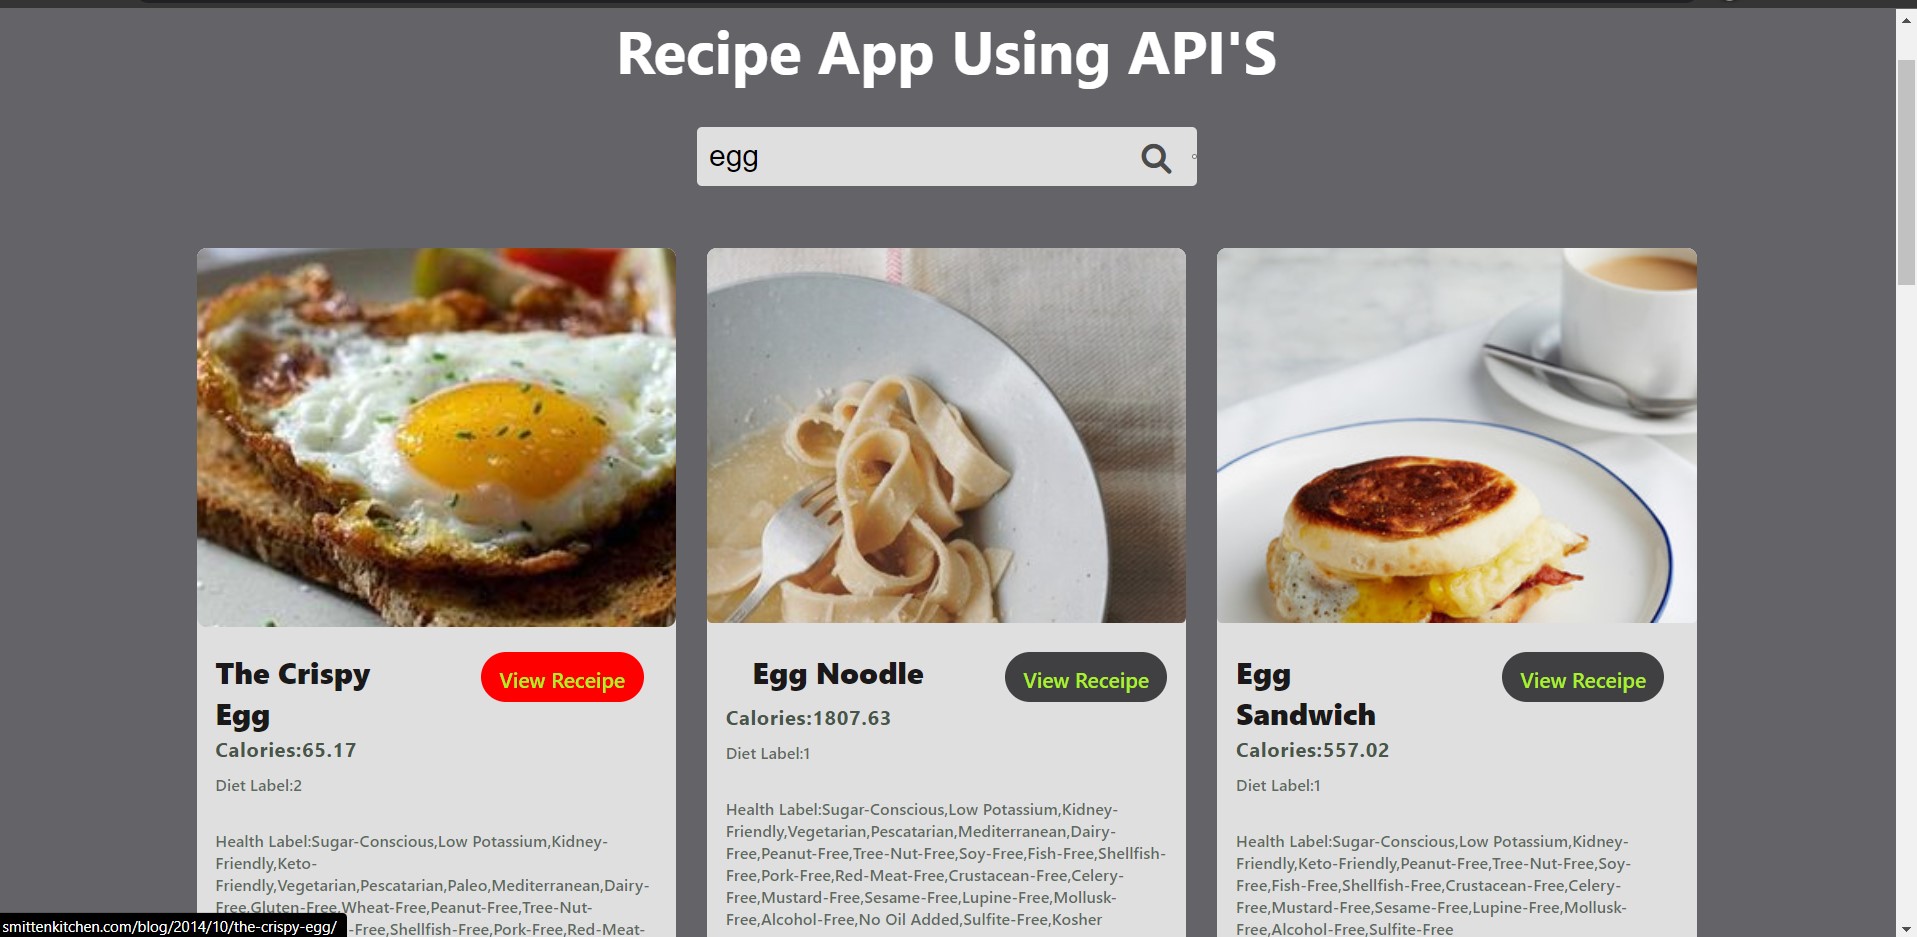 Recipe App Using API'S
egg
The Crispy
Egg
View Receipe
Calories:65.17
Diet Label:2
Health Label:Sugar-Conscious,Low Potassium,Kidney-
Friendly,Keto-
Friendly,Vegetarian,Pescatarian,Paleo,Mediterranean,Dairy-
Free,Gluten-Free,Wheat-Free,Peanut-Free,Tree-Nut-
-Free,Shellfish-Free,Pork-Free,Red-Meat-
Egg Noodle
View Receipe
Calories:1807.63
Diet Label:1
Health Label:Sugar-Conscious,Low Potassium,Kidney-
Friendly,Vegetarian,Pescatarian,Mediterranean,Dairy-
Free,Peanut-Free,Tree-Nut-Free,Soy-Free,Fish-Free,Shellfish-
Free,Pork-Free,Red-Meat-Free,Crustacean-Free,Celery-
Free,Mustard-Free,Sesame-Free,Lupine-Free,Mollusk-
Free,Alcohol-Free,No Oil Added,Sulfite-Free,Kosher
Egg
Sandwich
View Receipe
Calories:557.02
Diet Label:1
Health Label:Sugar-Conscious,Low Potassium,Kidney-
Friendly,Keto-Friendly,Peanut-Free,Tree-Nut-Free,Soy-
Free,Fish-Free,Shellfish-Free,Crustacean-Free,Celery-
Free,Mustard-Free,Sesame-Free,Lupine-Free,Mollusk-
Free,Alcohol-Free,Sulfite-Free
smittenkitchen.com/blog/2014/10/the-crispy-egg/